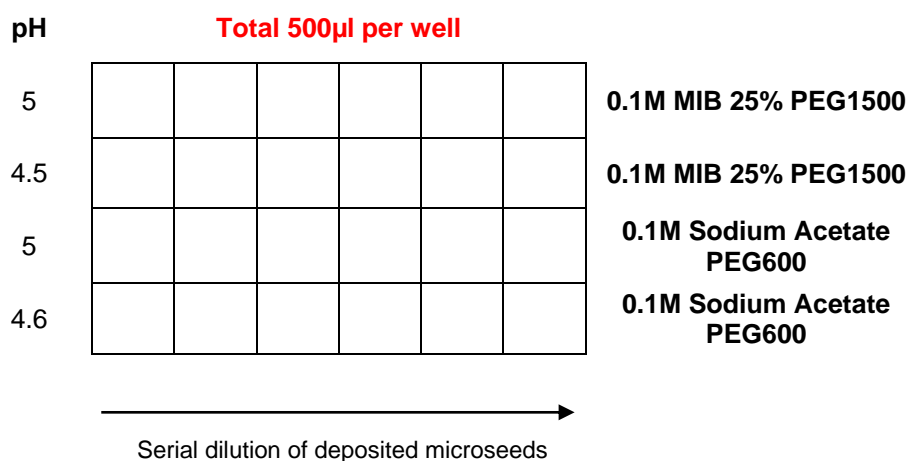 pH Total 500µl per well
5 0.1M MIB 25% PEG1500
4.5 0.1M MIB 25% PEG1500
5 0.1M Sodium Acetate
PEG600
4.6 0.1M Sodium Acetate
PEG600
Serial dilution of deposited microseeds